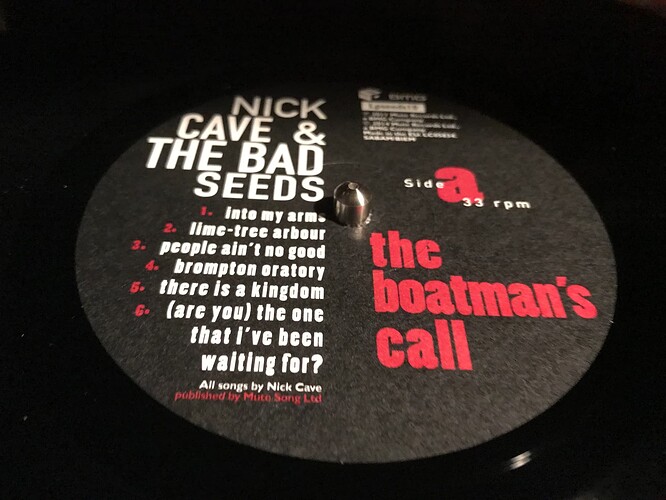 NICK
CAVE &
THE BAD
SEEDS
1. into my arms
2. lime-tree arbour
3. people ain't no good
4. brompton oratory
5. there is a kingdom
6. (are you) the one
that i've been
waiting for?
All songs by Nick Cave
published by Mute Song Ltd
BMG
Side a
33 rpm
the
boatman's
call